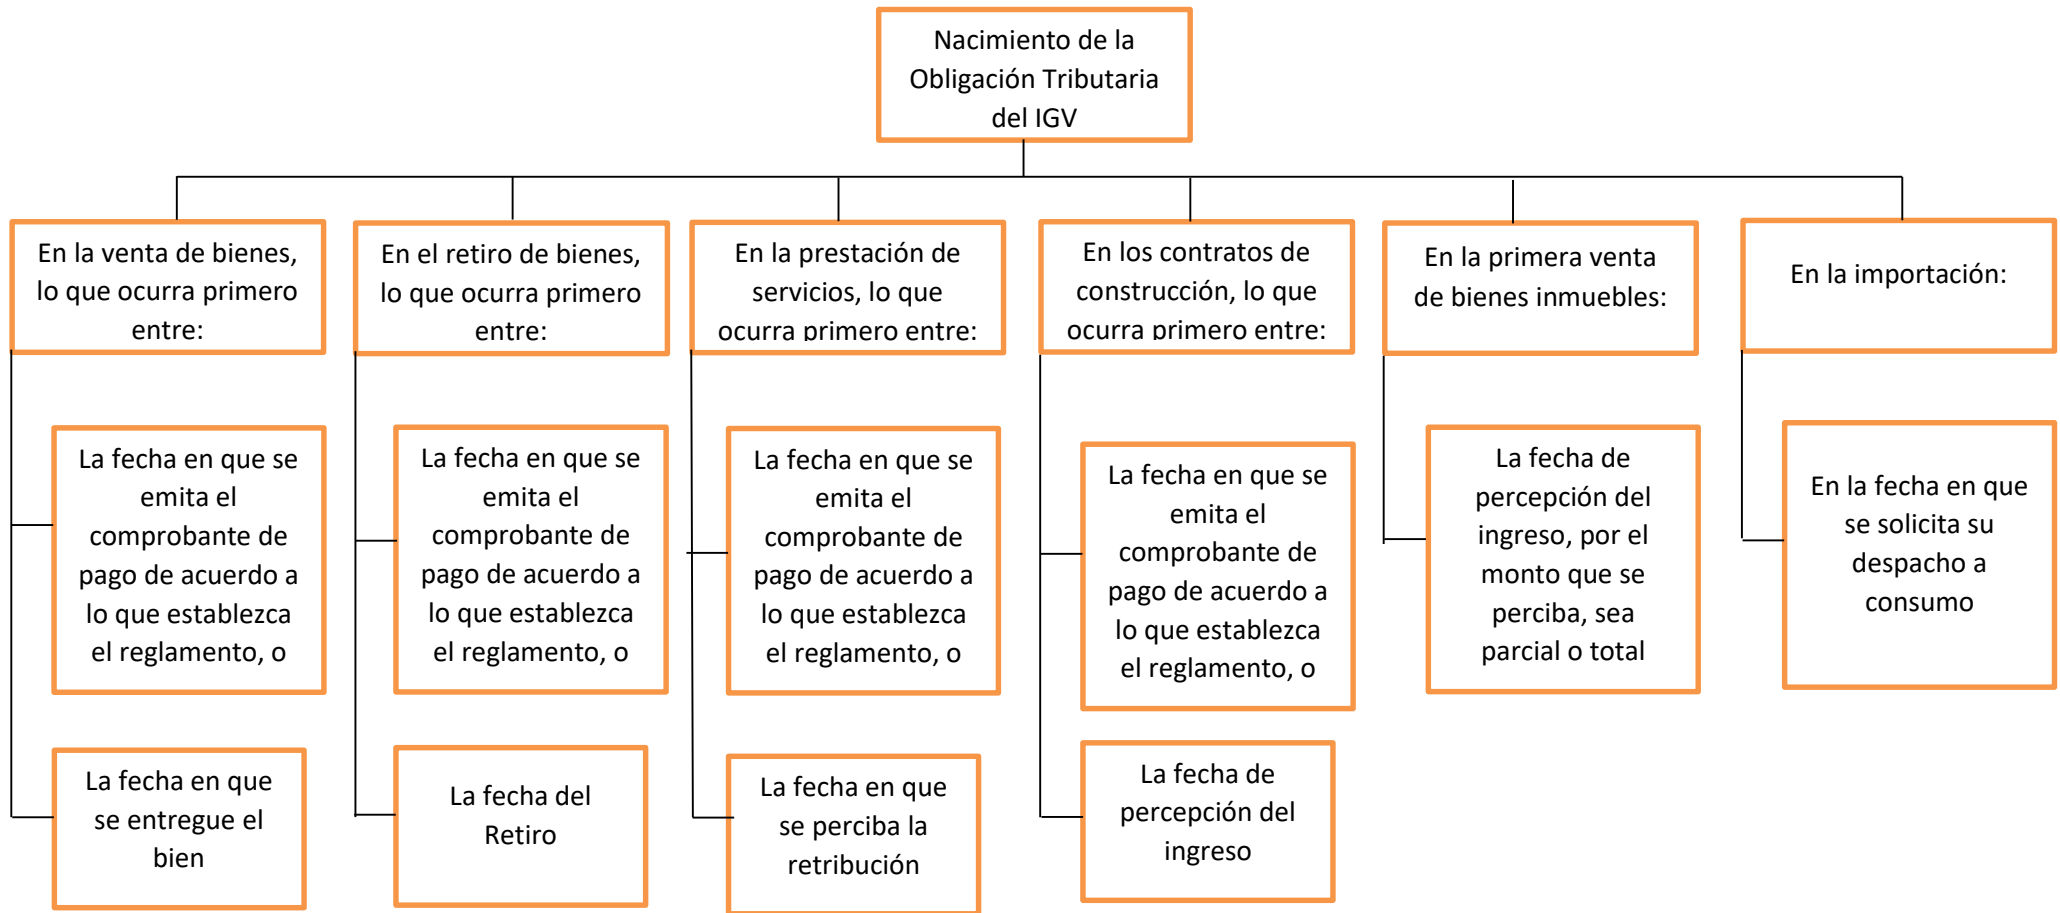 Nacimiento de la
Obligación Tributaria
del IGV
En la venta de bienes,
lo que ocurra primero
entre:
En el retiro de bienes,
lo que ocurra primero
entre:
En la prestación de
servicios, lo que
ocurra primero entre:
En los contratos de
construcción, lo que
ocurra primero entre:
En la primera venta
de bienes inmuebles:
En la importación:
La fecha en que se
emita el
comprobante de
pago de acuerdo a
lo que establezca
el reglamento, o
La fecha en que se
emita el
comprobante de
pago de acuerdo a
lo que establezca
el reglamento, o
La fecha en que se
emita el
comprobante de
pago de acuerdo a
lo que establezca
el reglamento, o
La fecha en que se
emita el
comprobante de
pago de acuerdo a
lo que establezca
el reglamento, o
La fecha de
percepción del
ingreso, por el
monto que se
perciba, sea
parcial o total
En la fecha en que
se solicita su
despacho a
consumo
La fecha en que
se entregue el
bien
La fecha del
Retiro
La fecha en que
se perciba la
retribución
La fecha de
percepción del
ingreso